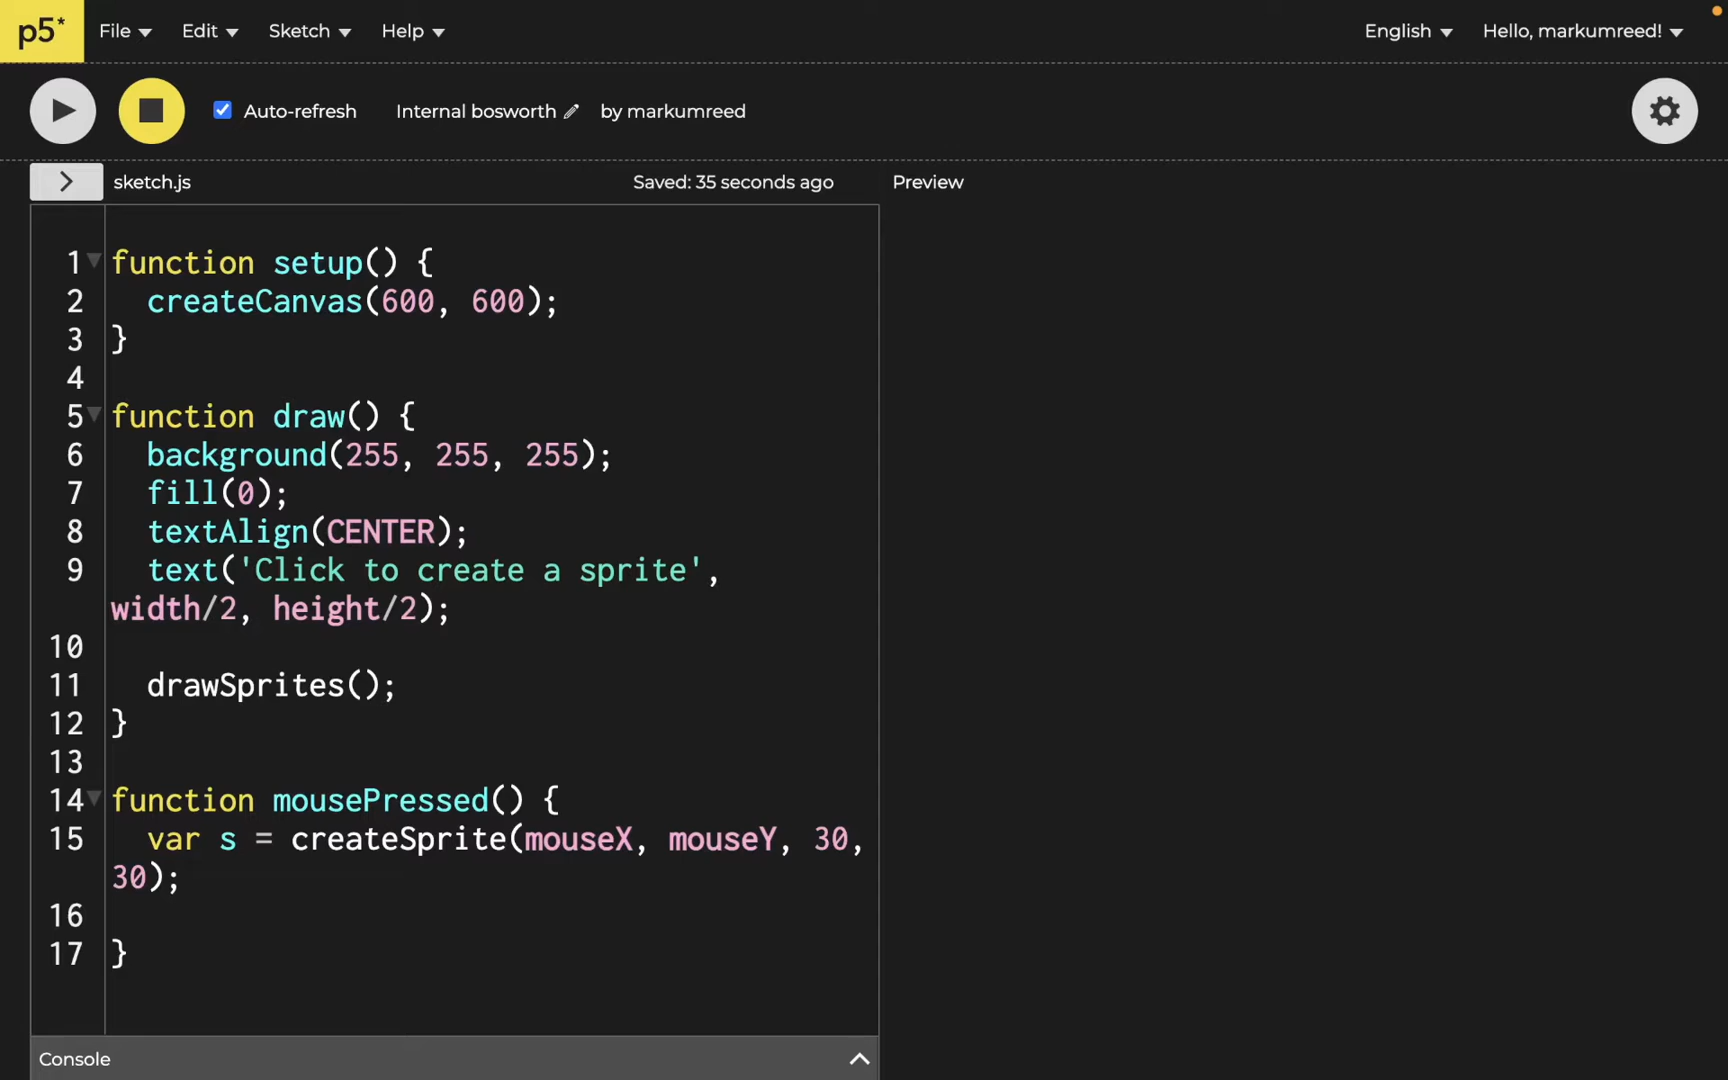 p5* File Edit Sketch Help English Hello, markumreed!
Auto-refresh Internal bosworth by markumreed
sketch.js Saved: 35 seconds ago Preview
1 function setup() {
2 createCanvas(600, 600);
3 }
4
5 function draw() {
6 background(255, 255, 255);
7 fill(0);
8 textAlign(CENTER);
9 text('Click to create a sprite',
width/2, height/2);
10
11 drawSprites();
12 }
13
14 function mousePressed() {
15 var s = createSprite(mouseX, mouseY, 30,
30);
16
17 }
Console